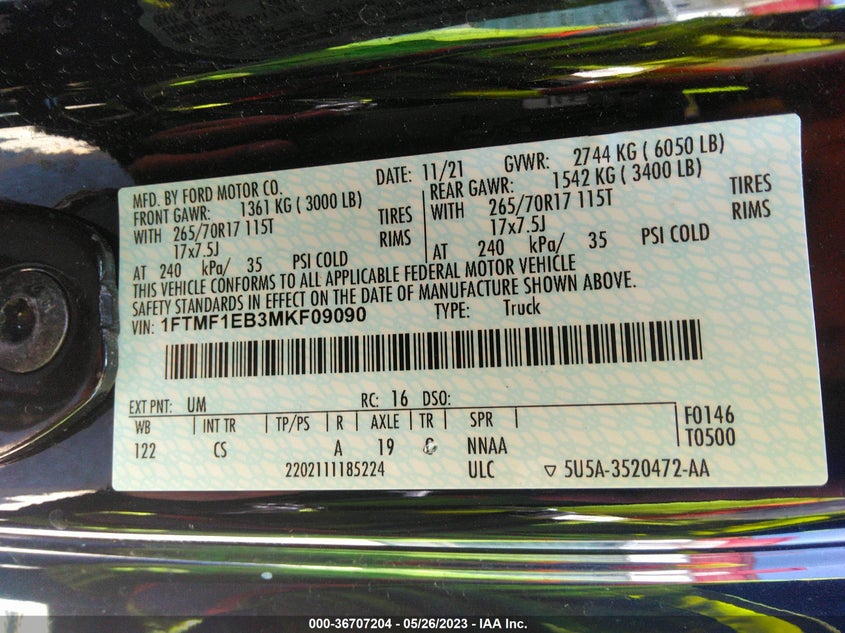 MFD. BY FORD MOTOR CO.
DATE: 11/21 GVWR: 2744 KG ( 6050 LB)
FRONT GAWR: 1361 KG ( 3000 LB)
WITH 265/70R17 115T TIRES
17x7.5J RIMS
AT 240 kPa/ 35 PSI COLD
REAR GAWR: 1542 KG ( 3400 LB)
WITH 265/70R17 115T TIRES
17x7.5J RIMS
AT 240 kPa/ 35 PSI COLD
THIS VEHICLE CONFORMS TO ALL APPLICABLE FEDERAL MOTOR VEHICLE
SAFETY STANDARDS IN EFFECT ON THE DATE OF MANUFACTURE SHOWN ABOVE.
VIN: 1FTMF1EB3MKF09090 TYPE: Truck
EXT PNT: UM RC: 16 DSO:
WB INT TR TP/PS R AXLE TR SPR F0146
122 CS A 19 NNAA T0500
2202111185224 ULC ▽ 5U5A-3520472-AA
000-36707204 - 05/26/2023 - IAA Inc.